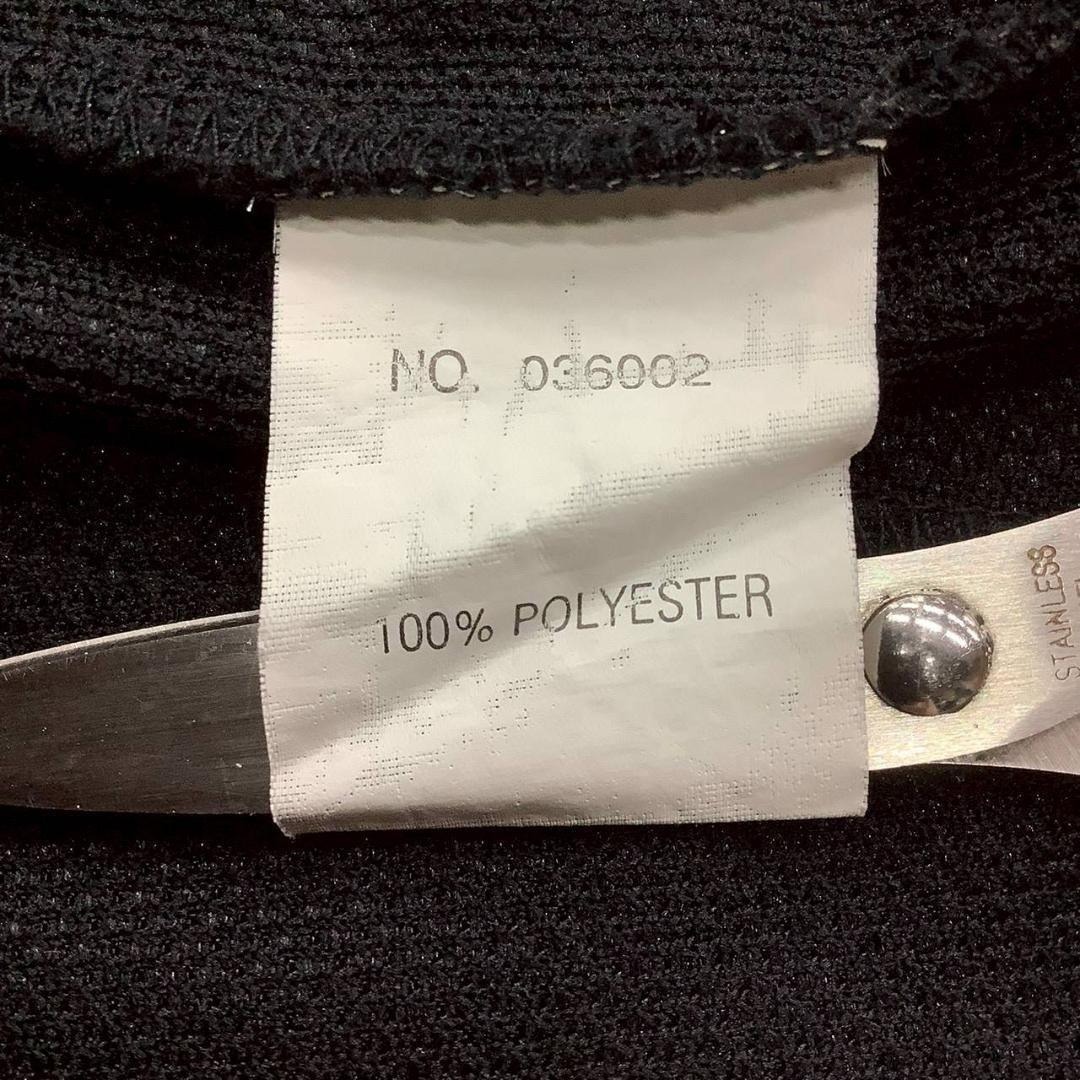 NO. 036002
100% POLYESTER
STAINLESS